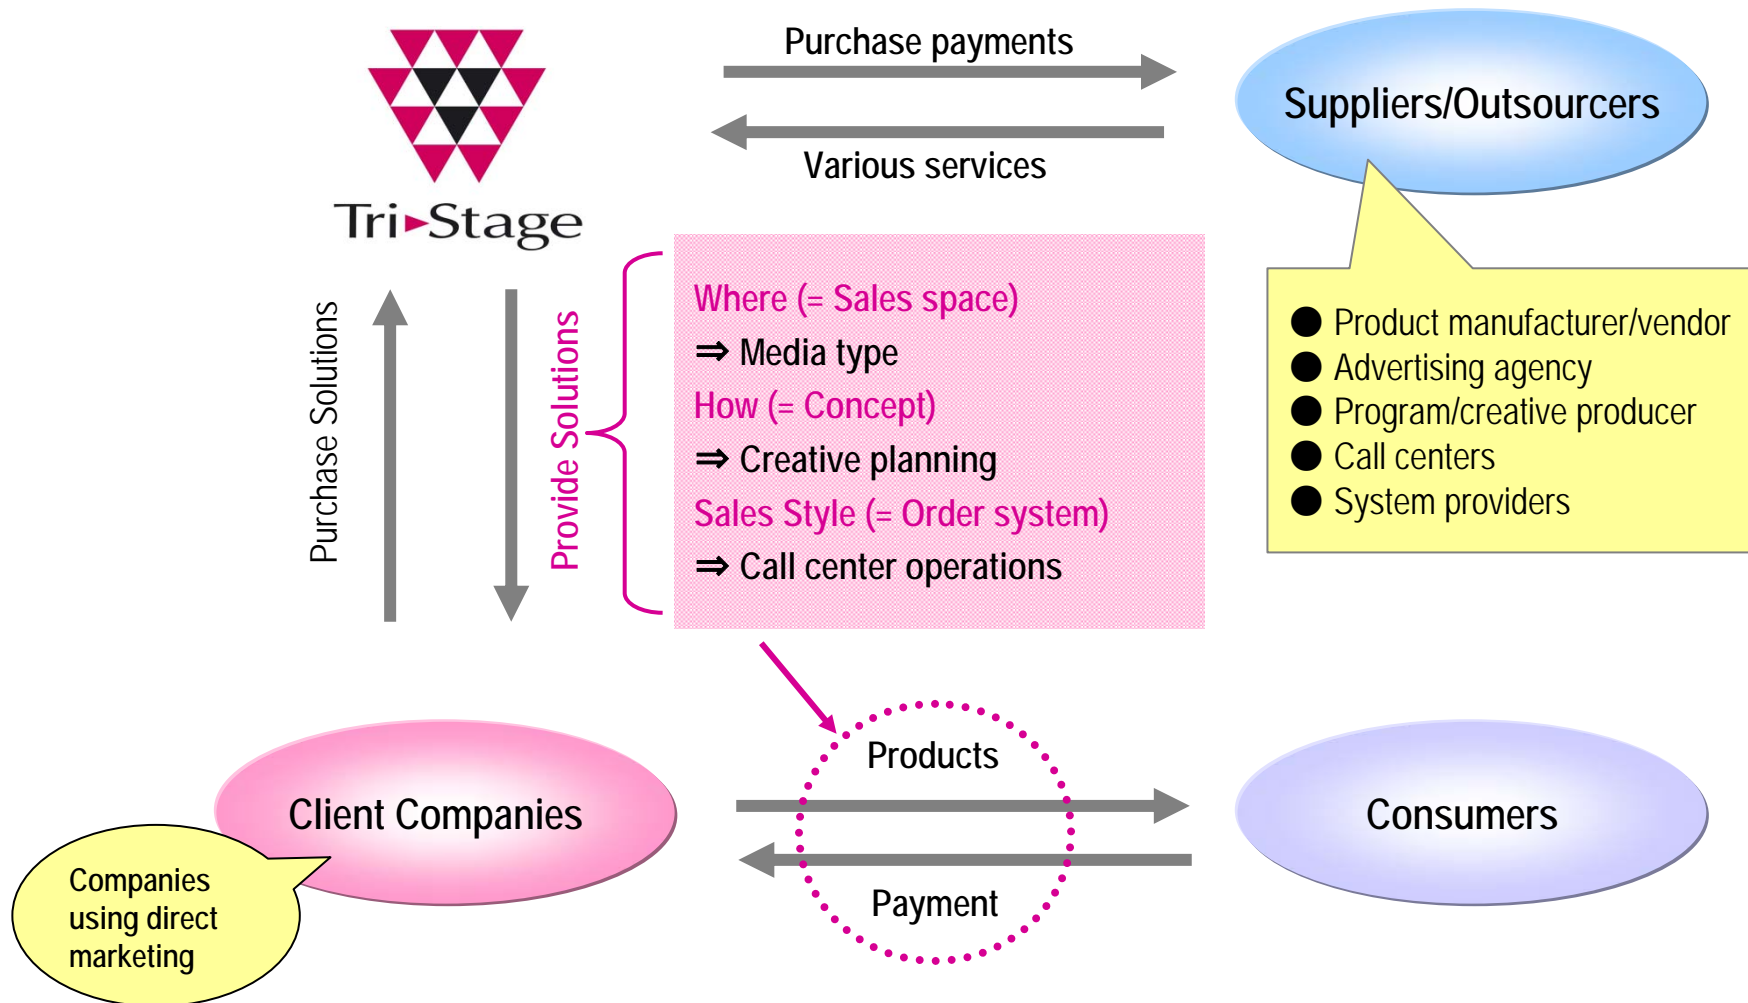 Purchase payments
Suppliers/Outsourcers
Various services
Tri►Stage
Purchase Solutions
Provide Solutions
Where (= Sales space)
⇒ Media type
How (= Concept)
⇒ Creative planning
Sales Style (= Order system)
⇒ Call center operations
● Product manufacturer/vendor
● Advertising agency
● Program/creative producer
● Call centers
● System providers
Products
Client Companies
Consumers
Payment
Companies
using direct
marketing